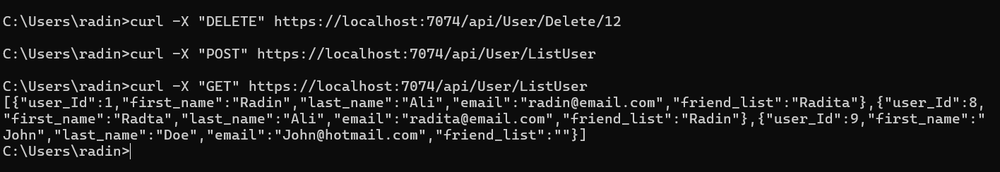 C:\Users\radin>curl -X "DELETE" https://localhost:7074/api/User/Delete/12
C:\Users\radin>curl -X "POST" https://localhost:7074/api/User/ListUser
C:\Users\radin>curl -X "GET" https://localhost:7074/api/User/ListUser
[{"user_Id":1,"first_name":"Radin","last_name":"Ali","email":"radin@email.com","friend_list":"Radita"},{"user_Id":8,
"first_name":"Radta","last_name":"Ali","email":"radita@email.com","friend_list":"Radin"},{"user_Id":9,"first_name":"
John","last_name":"Doe","email":"John@hotmail.com","friend_list":""}]
C:\Users\radin>